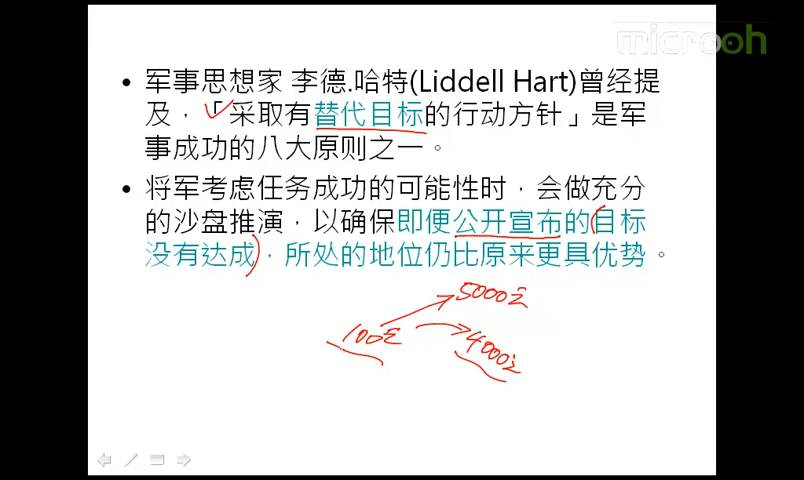 microoh
• 军事思想家 李德.哈特(Liddell Hart)曾经提
及，「采取有替代目标的行动方针」是军
事成功的八大原则之一。
• 将军考虑任务成功的可能性时，会做充分
的沙盘推演，以确保即便公开宣布的(目标
没有达成)，所处的地位仍比原来更具优势。
5000元
100元
4000元